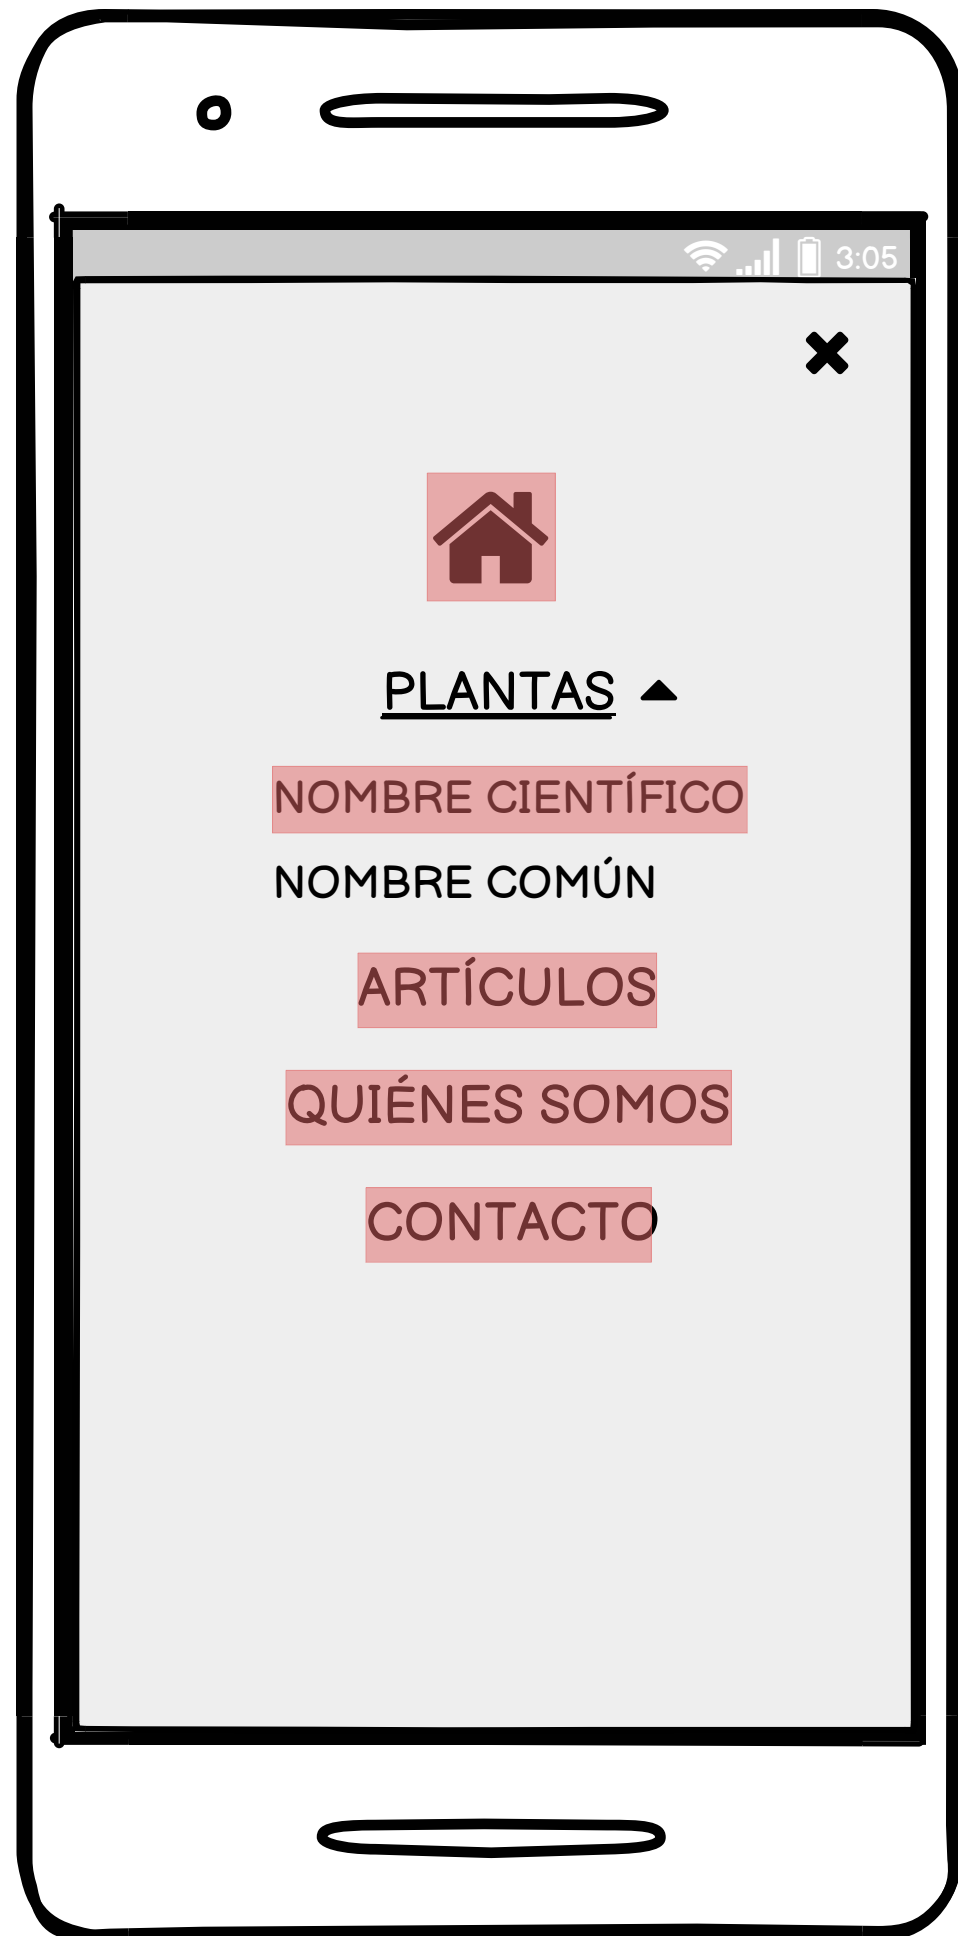 3:05
PLANTAS
NOMBRE CIENTÍFICO
NOMBRE COMÚN
ARTÍCULOS
QUIÉNES SOMOS
CONTACTO